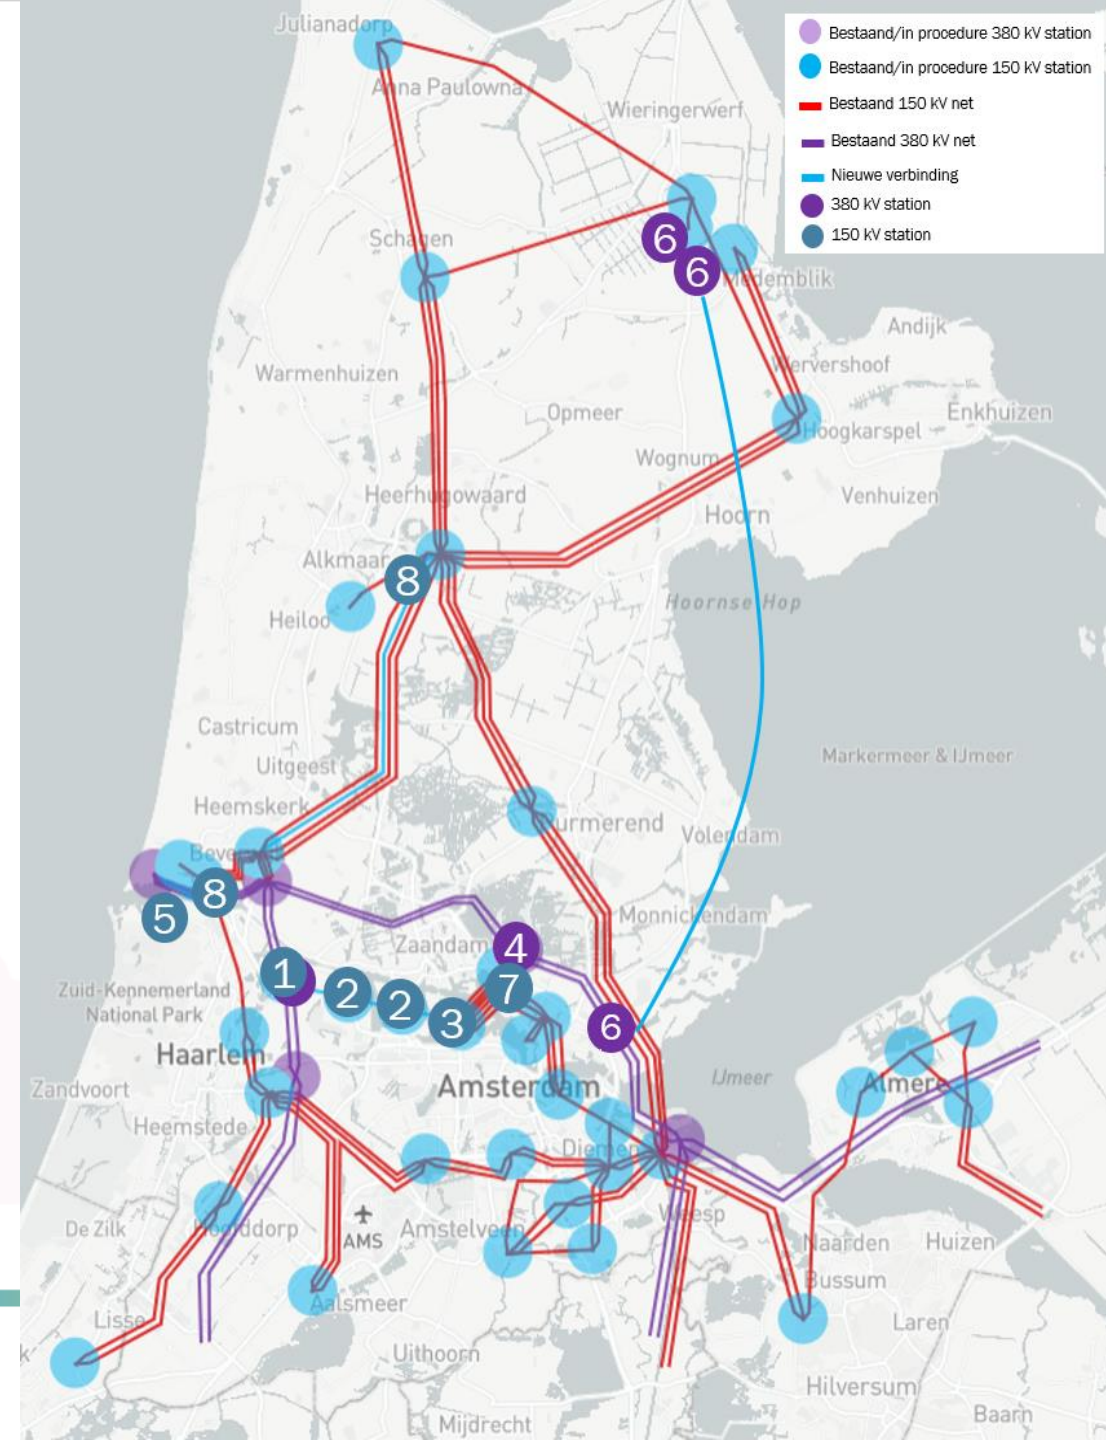 Julianadorp
Bestaand/in procedure 380 kV station
Bestaand/in procedure 150 kV station
Bestaand 150 kV net
Bestaand 380 kV net
Nieuwe verbinding
380 kV station
150 kV station
Anna Paulowna
Wieringerwerf
Schagen
6
6
Medemblik
Andijk
Wervershoof
Warmenhuizen
Opmeer
Enkhuizen
Hoogkarspel
Wognum
Heerhugowaard
Venhuizen
Hoorn
Alkmaar
8
Hoornse Hop
Heiloo
Castricum
Markermeer & IJmeer
Uitgeest
Heemskerk
Purmerend
Volendam
Beverwijk
8
5
Monnickendam
Zaandam
4
1
2
2
3
7
Zuid-Kennemerland
National Park
6
Haarlem
Zandvoort
Amsterdam
IJmeer
Almere
Heemstede
Diemen
De Zilk
Hoofddorp
AMS
Amstelveen
Weesp
Naarden
Huizen
Bussum
Aalsmeer
Lisse
Laren
k
Uithoorn
Hilversum
Mijdrecht
Baarn